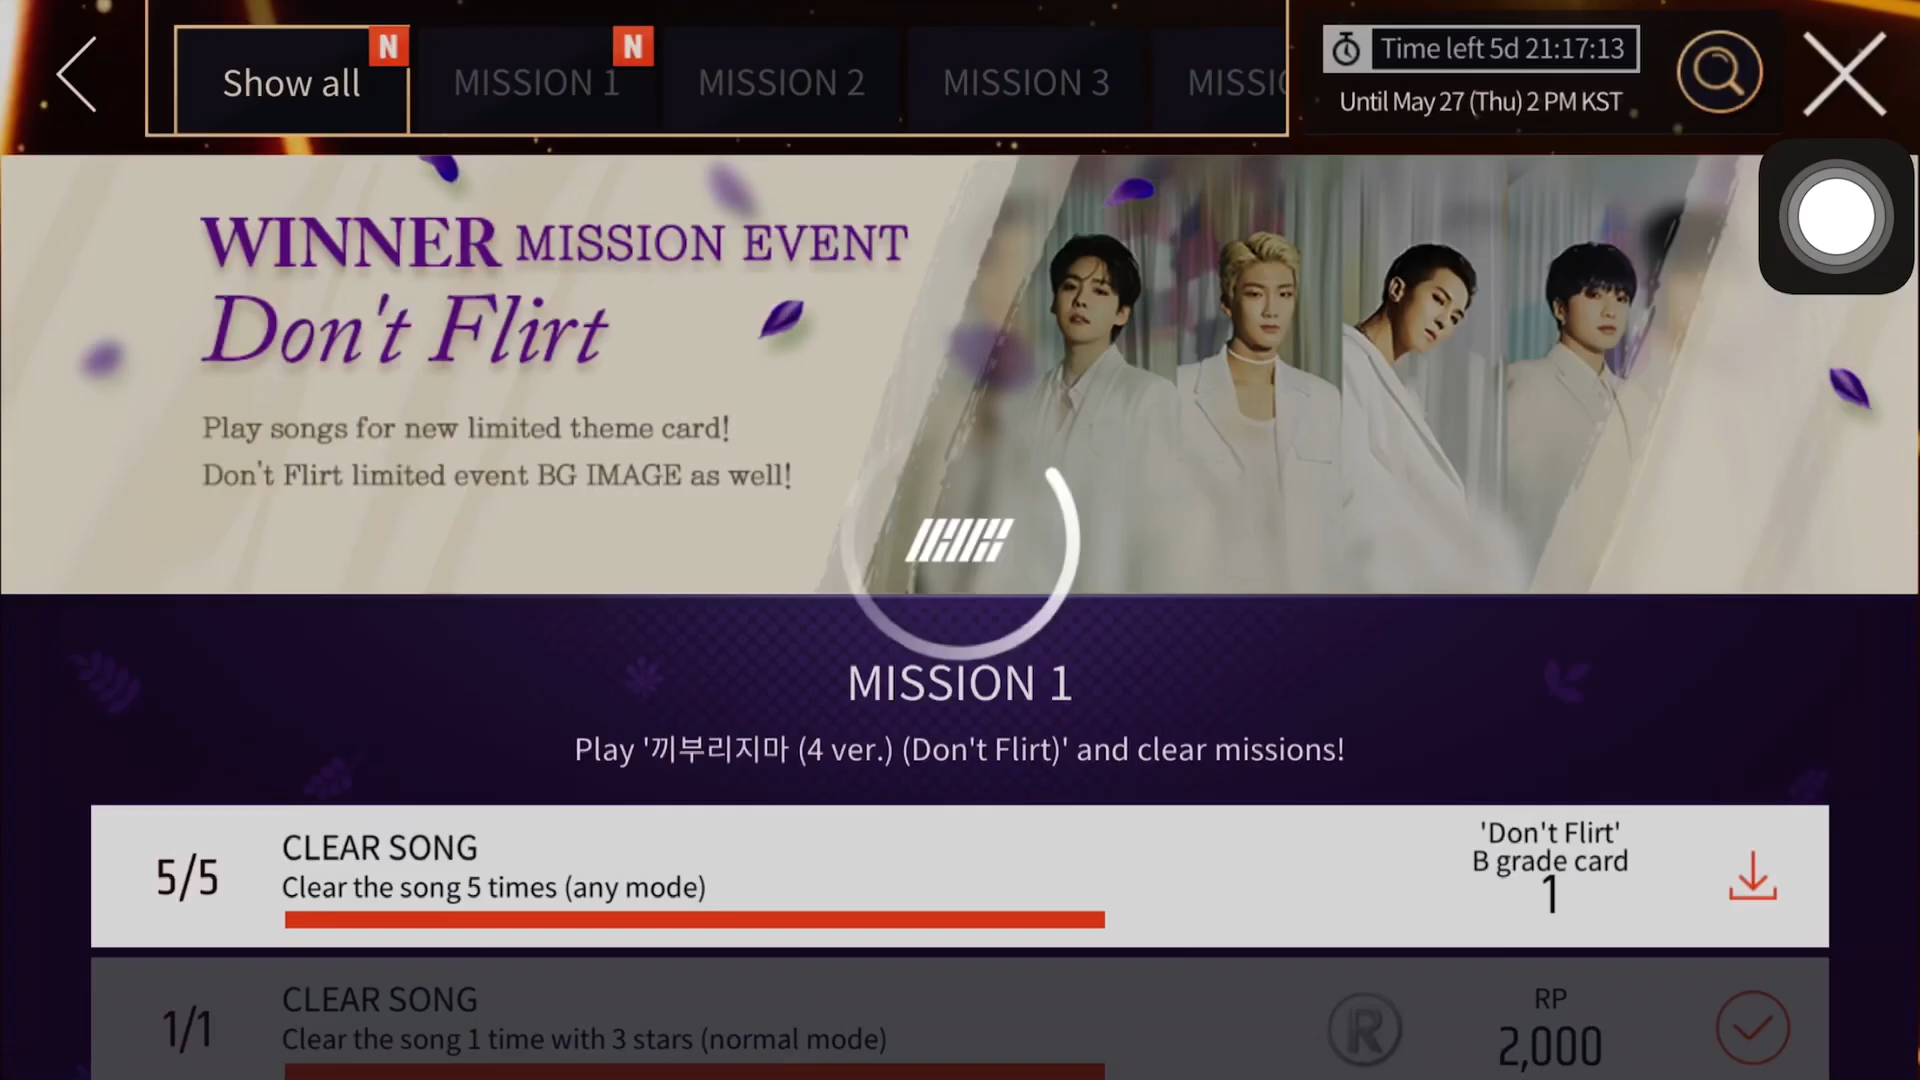 Show all
N
MISSION 1
N
MISSION 2
MISSION 3
MISSIO
Time left 5d 21:17:13
Until May 27 (Thu) 2 PM KST
WINNER MISSION EVENT
Don't Flirt
Play songs for new limited theme card!
Don't Flirt limited event BG IMAGE as well!
MISSION 1
Play '끼부리지마 (4 ver.) (Don't Flirt)' and clear missions!
5/5
CLEAR SONG
Clear the song 5 times (any mode)
'Don't Flirt'
B grade card
1
1/1
CLEAR SONG
Clear the song 1 time with 3 stars (normal mode)
R
RP
2,000